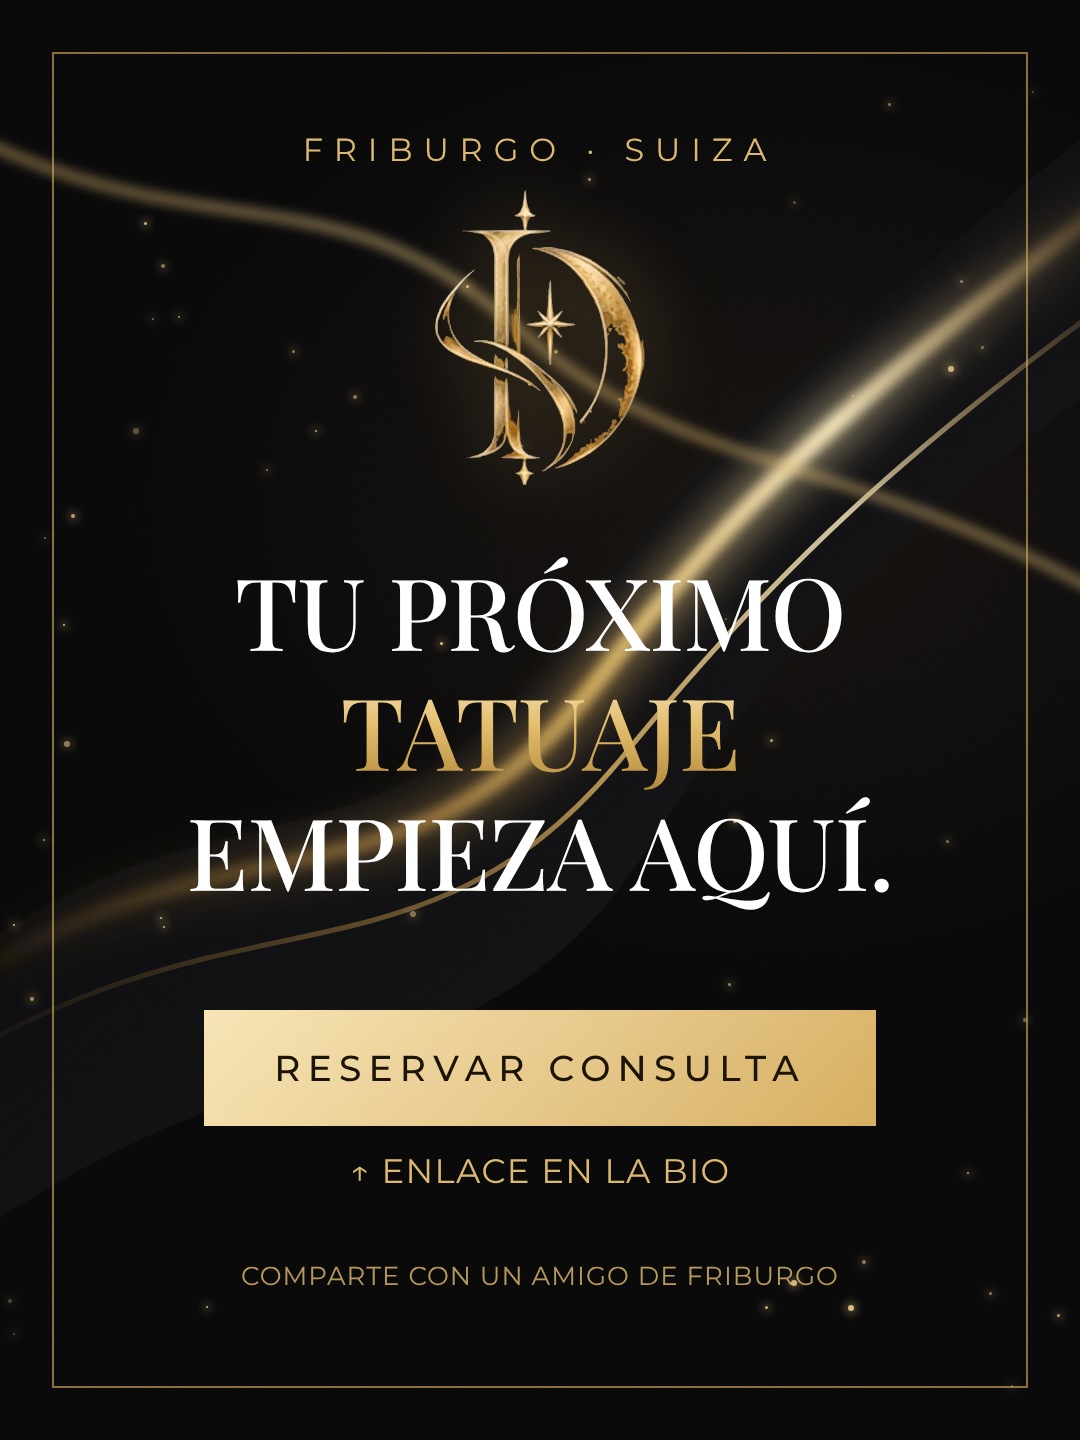 FRIBURGO · SUIZA
TU PRÓXIMO
TATUAJE
EMPIEZA AQUÍ.
RESERVAR CONSULTA
↑ ENLACE EN LA BIO
COMPARTE CON UN AMIGO DE FRIBURGO